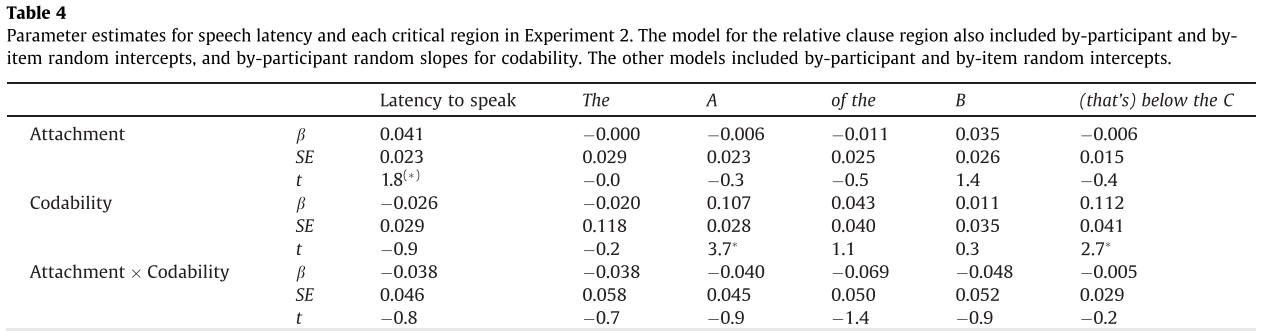 Table 4
Parameter estimates for speech latency and each critical region in Experiment 2. The model for the relative clause region also included by-participant and by-
item random intercepts, and by-participant random slopes for codability. The other models included by-participant and by-item random intercepts.
Latency to speak The A of the B (that's) below the C
Attachment β 0.041 −0.000 −0.006 −0.011 0.035 −0.006
SE 0.023 0.029 0.023 0.025 0.026 0.015
t 1.8(*) −0.0 −0.3 −0.5 1.4 −0.4
Codability β −0.026 −0.020 0.107 0.043 0.011 0.112
SE 0.029 0.118 0.028 0.040 0.035 0.041
t −0.9 −0.2 3.7* 1.1 0.3 2.7*
Attachment × Codability β −0.038 −0.038 −0.040 −0.069 −0.048 −0.005
SE 0.046 0.058 0.045 0.050 0.052 0.029
t −0.8 −0.7 −0.9 −1.4 −0.9 −0.2